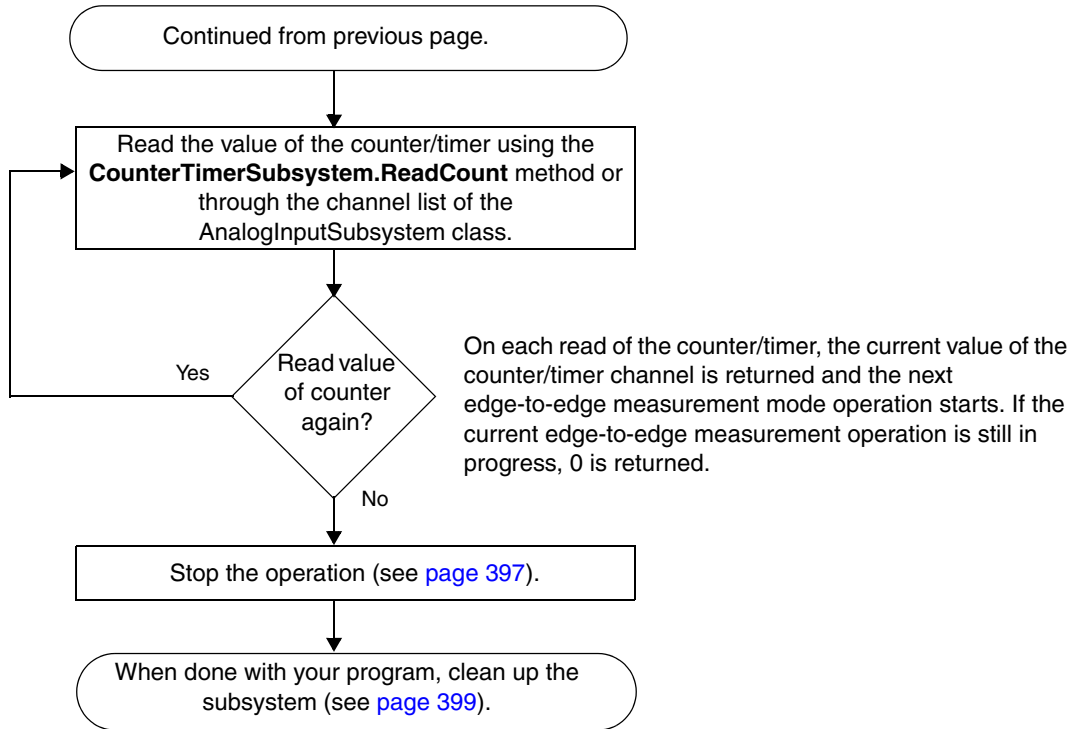 Continued from previous page.
Read the value of the counter/timer using the
CounterTimerSubsystem.ReadCount method or
through the channel list of the
AnalogInputSubsystem class.
Yes
Read value
of counter
again?
On each read of the counter/timer, the current value of the
counter/timer channel is returned and the next
edge-to-edge measurement mode operation starts. If the
current edge-to-edge measurement operation is still in
progress, 0 is returned.
No
Stop the operation (see page 397).
When done with your program, clean up the
subsystem (see page 399).